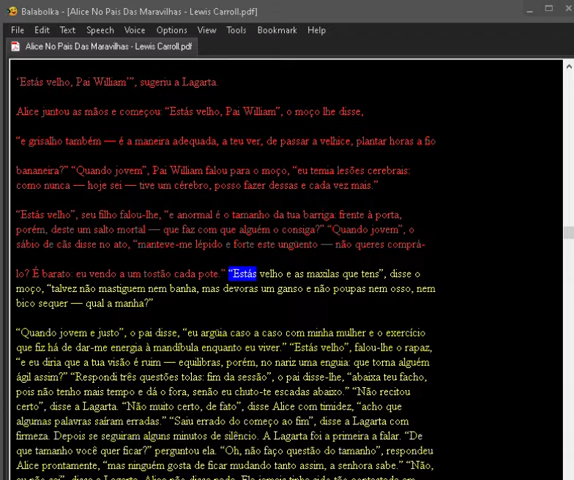 Balabolka - [Alice No Pais Das Maravilhas - Lewis Carroll.pdf]
File Edit Text Speech Voice Options View Tools Bookmark Help
Alice No Pais Das Maravilhas - Lewis Carroll.pdf
"Estás velho, Pai William'", sugeriu a Lagarta.
Alice juntou as mãos e começou: "Estás velho, Pai William", o moço lhe disse,
"e grisalho também — é a maneira adequada, a teu ver, de passar a velhice, plantar horas a fio
bananeira?" "Quando jovem", Pai William falou para o moço, "eu temia lesões cerebrais:
como nunca — hoje sei — tive um cérebro, posso fazer dessas e cada vez mais."
"Estás velho", seu filho falou-lhe, "e anormal é o tamanho da tua barriga: frente à porta,
porém, deste um salto mortal — que faz com que alguém o consiga?" "Quando jovem", o
sábio de cãs disse no ato, "manteve-me lépido e forte este ungüento — não queres comprá-
lo? É barato: eu vendo a um tostão cada pote." "Estás velho e as maxilas que tens", disse o
moço, "talvez não mastiguem nem banha, mas devoras um ganso e não poupas nem osso, nem
bico sequer — qual a manha?"
"Quando jovem e justo", o pai disse, "eu arguia caso a caso com minha mulher e o exercício
que fiz há de dar-me energia à mandíbula enquanto eu viver." "Estás velho", falou-lhe o rapaz,
"e eu diria que a tua visão é ruim — equilibras, porém, no nariz uma enguia: que torna alguém
ágil assim?" "Respondi três questões tolas: fim da sessão", o pai disse-lhe, "abaixa teu facho,
pois não tenho mais tempo e dá o fora, senão eu chuto-te escadas abaixo." "Não recitou
certo", disse a Lagarta. "Não muito certo, de fato", disse Alice com timidez, "acho que
algumas palavras saíram erradas." "Saiu errado do começo ao fim", disse a Lagarta com
firmeza. Depois se seguiram alguns minutos de silêncio. A Lagarta foi a primeira a falar. "De
que tamanho você quer ficar?" perguntou ela. "Oh, não faço questão do tamanho", respondeu
Alice prontamente, "mas ninguém gosta de ficar mudando tanto assim, a senhora sabe." "Não,